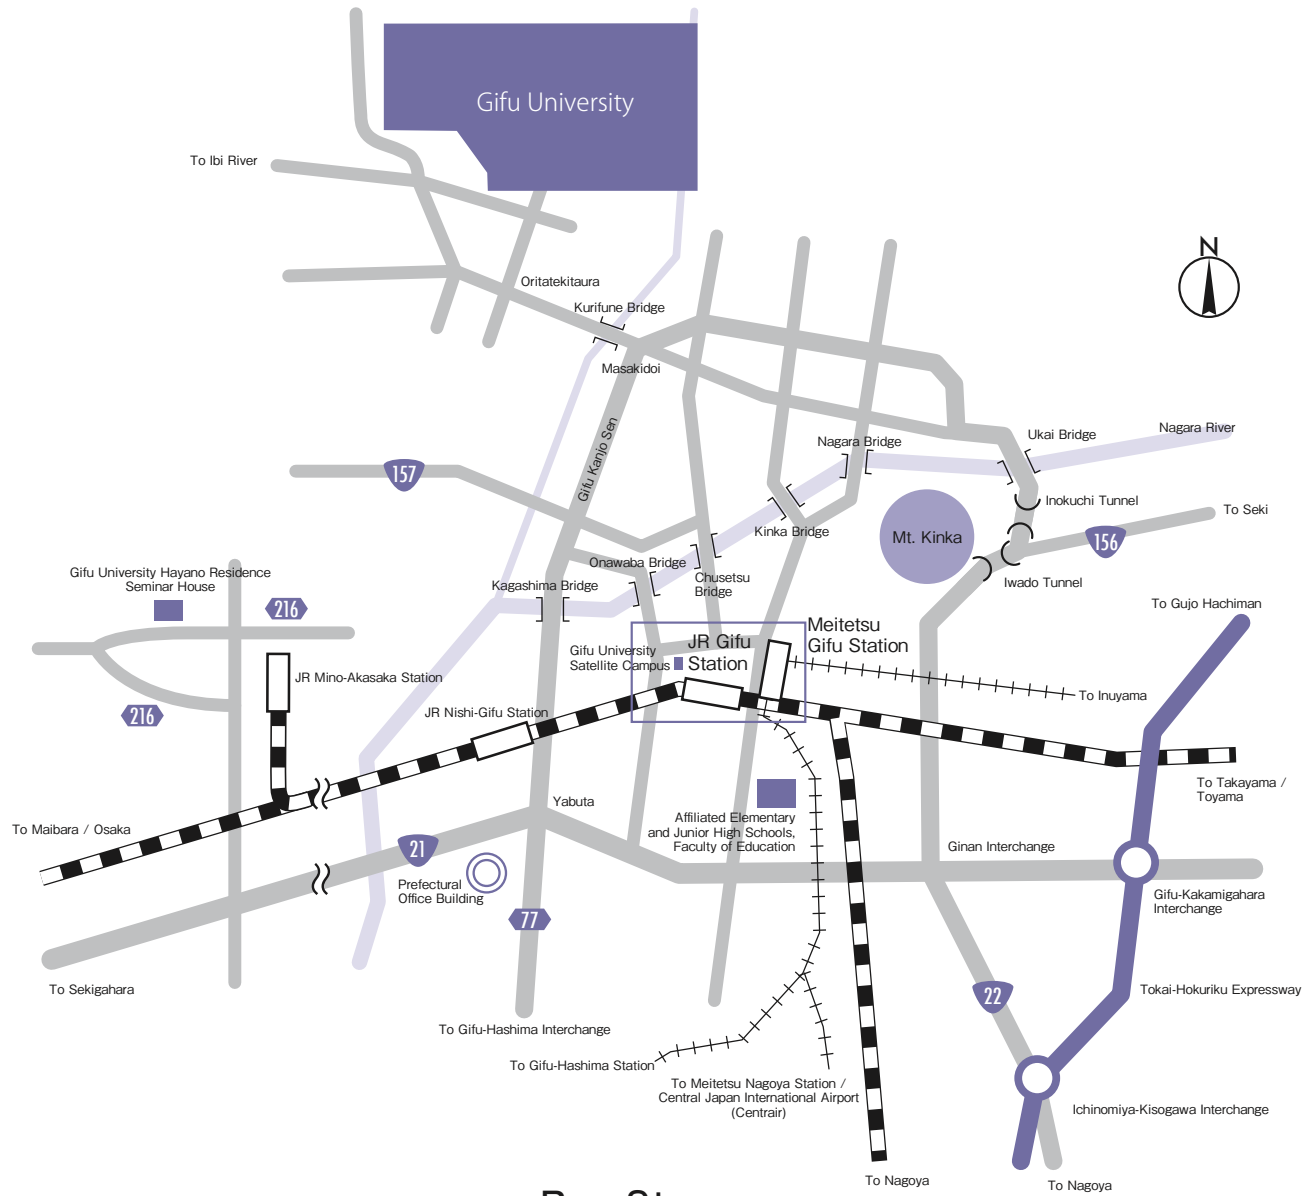 Gifu University
To Ibi River
N
Oritatekitaura
Kurifune Bridge
Masakidoi
Gifu Kanjo Sen
Nagara Bridge
Ukai Bridge
Nagara River
157
Inokuchi Tunnel
To Seki
Kinka Bridge
Mt. Kinka
156
Iwado Tunnel
Onawaba Bridge
Chusetsu
Bridge
Kagashima Bridge
Gifu University Hayano Residence
Seminar House
216
To Gujo Hachiman
Meitetsu
Gifu Station
JR Gifu
Station
Gifu University
Satellite Campus
JR Mino-Akasaka Station
To Inuyama
216
JR Nishi-Gifu Station
To Takayama /
Toyama
Yabuta
To Maibara / Osaka
Affiliated Elementary
and Junior High Schools,
Faculty of Education
21
Ginan Interchange
Prefectural
Office Building
Gifu-Kakamigahara
Interchange
77
To Sekigahara
22
Tokai-Hokuriku Expressway
To Gifu-Hashima Interchange
To Gifu-Hashima Station
To Meitetsu Nagoya Station /
Central Japan International Airport
(Centrair)
Ichinomiya-Kisogawa Interchange
To Nagoya
To Nagoya